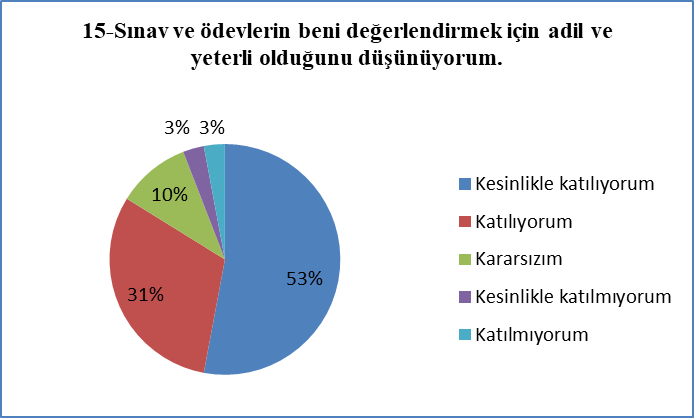 15-Sınav ve ödevlerin beni değerlendirmek için adil ve
yeterli olduğunu düşünüyorum.
3% 3%
10%
53%
31%
Kesinlikle katılıyorum
Katılıyorum
Kararsızım
Kesinlikle katılmıyorum
Katılmıyorum